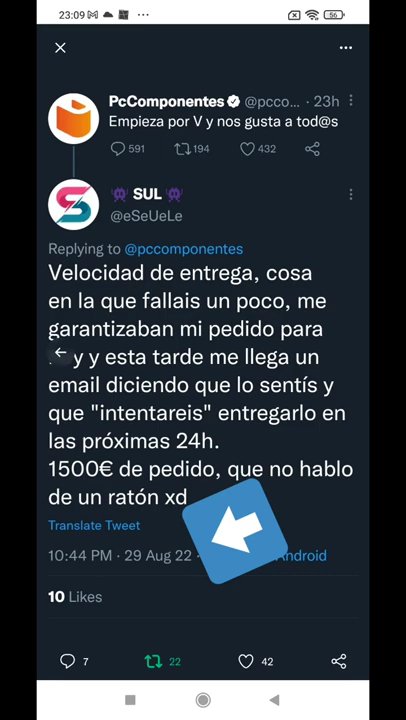 23:09
56
PcComponentes @pcco... · 23h
Empieza por V y nos gusta a tod@s
591 194 432
SUL
@eSeUeLe
Replying to @pccomponentes
Velocidad de entrega, cosa
en la que fallais un poco, me
garantizaban mi pedido para
y y esta tarde me llega un
email diciendo que lo sentís y
que "intentareis" entregarlo en
las próximas 24h.
1500€ de pedido, que no hablo
de un ratón xd
Translate Tweet
10:44 PM · 29 Aug 22 · Android
10 Likes
7 22 42